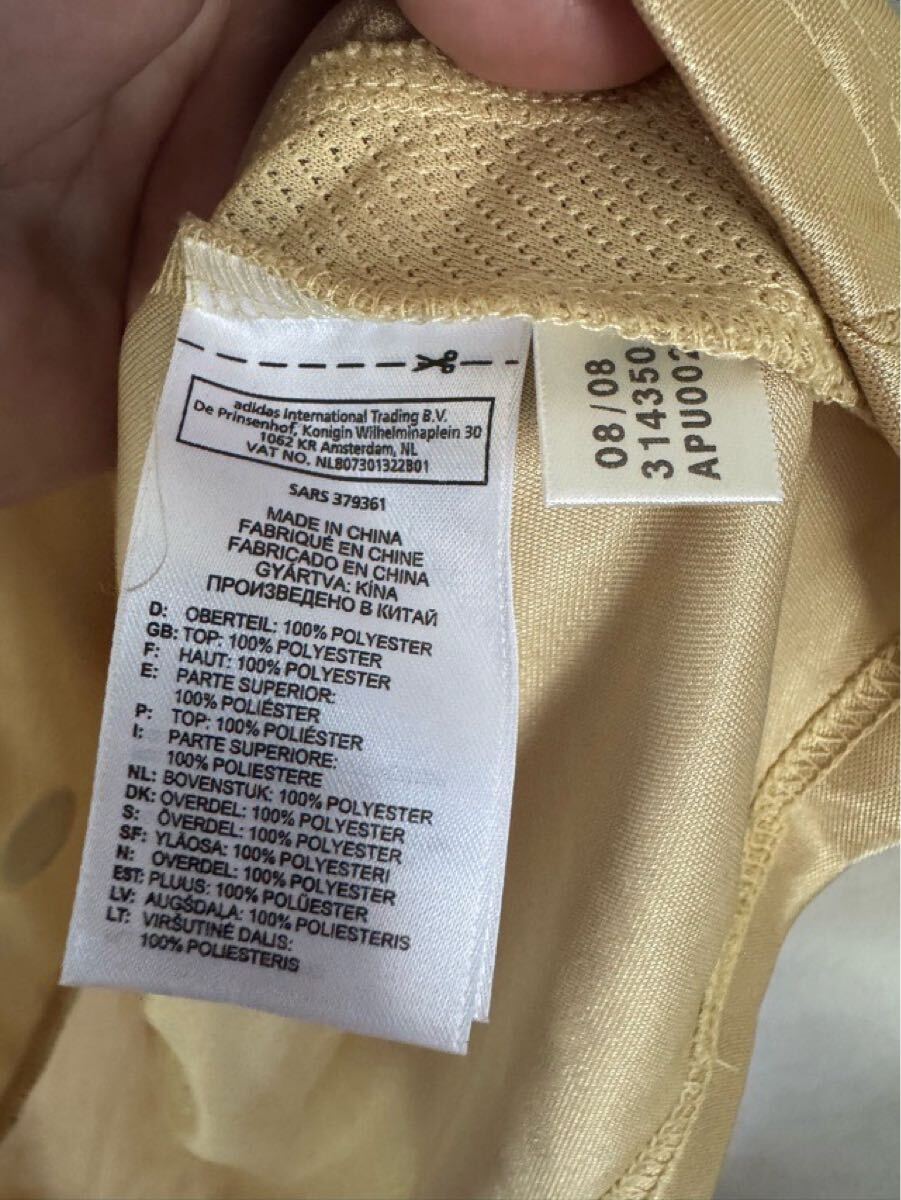 adidas International Trading B.V.
De Prinsenhof, Konigin Wilhelminaplein 30
1062 KR Amsterdam, NL
VAT NO. NL807301322B01
SARS 379361
MADE IN CHINA
FABRIQUÉ EN CHINE
FABRICADO EN CHINA
GYÁRTVA: KÍNA
ПРОИЗВЕДЕНО В КИТАЙ
D: OBERTEIL: 100% POLYESTER
GB: TOP: 100% POLYESTER
F: HAUT: 100% POLYESTER
E: PARTE SUPERIOR:
100% POLIÉSTER
P: TOP: 100% POLIÉSTER
I: PARTE SUPERIORE:
100% POLIESTERE
NL: BOVENSTUK: 100% POLYESTER
DK: OVERDEL: 100% POLYESTER
S: ÖVERDEL: 100% POLYESTER
SF: YLÄOSA: 100% POLYESTERI
N: OVERDEL: 100% POLYESTER
EST: PLUUS: 100% POLÜESTER
LV: AUGŠDAĻA: 100% POLIESTERIS
LT: VIRŠUTINĖ DALIS:
100% POLIESTERIS
08/08
314350
APU002